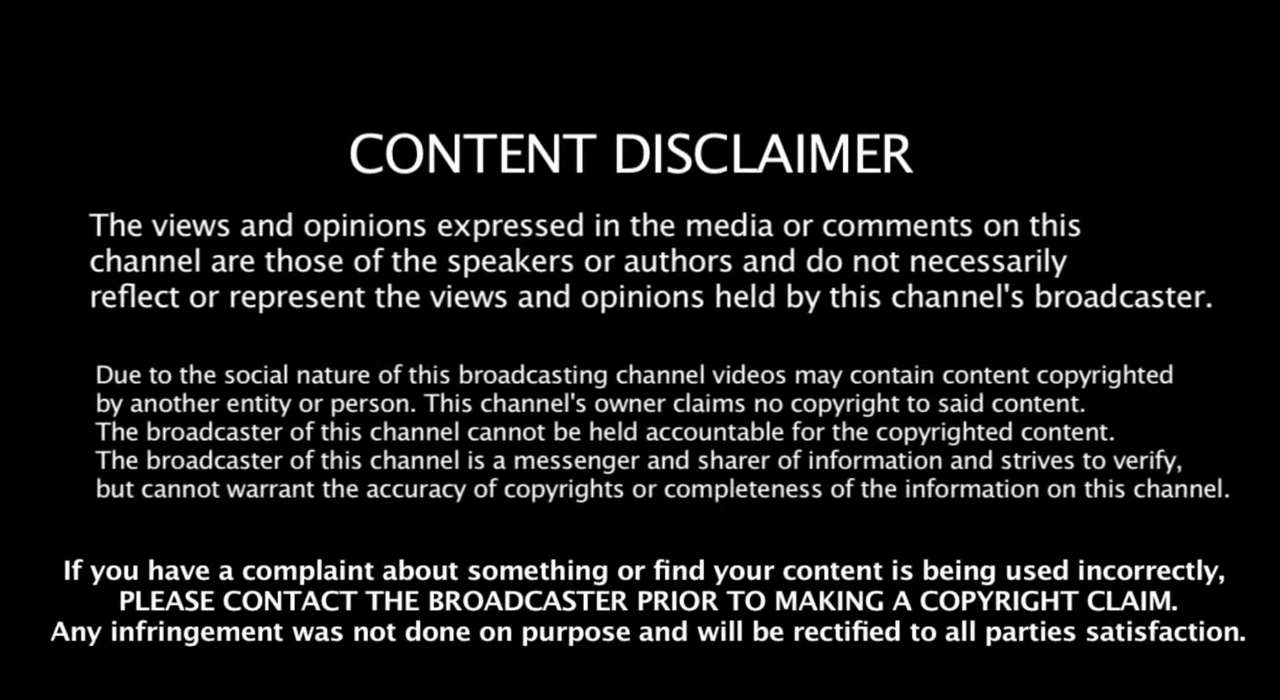 CONTENT DISCLAIMER
The views and opinions expressed in the media or comments on this
channel are those of the speakers or authors and do not necessarily
reflect or represent the views and opinions held by this channel's broadcaster.
Due to the social nature of this broadcasting channel videos may contain content copyrighted
by another entity or person. This channel's owner claims no copyright to said content.
The broadcaster of this channel cannot be held accountable for the copyrighted content.
The broadcaster of this channel is a messenger and sharer of information and strives to verify,
but cannot warrant the accuracy of copyrights or completeness of the information on this channel.
If you have a complaint about something or find your content is being used incorrectly,
PLEASE CONTACT THE BROADCASTER PRIOR TO MAKING A COPYRIGHT CLAIM.
Any infringement was not done on purpose and will be rectified to all parties satisfaction.